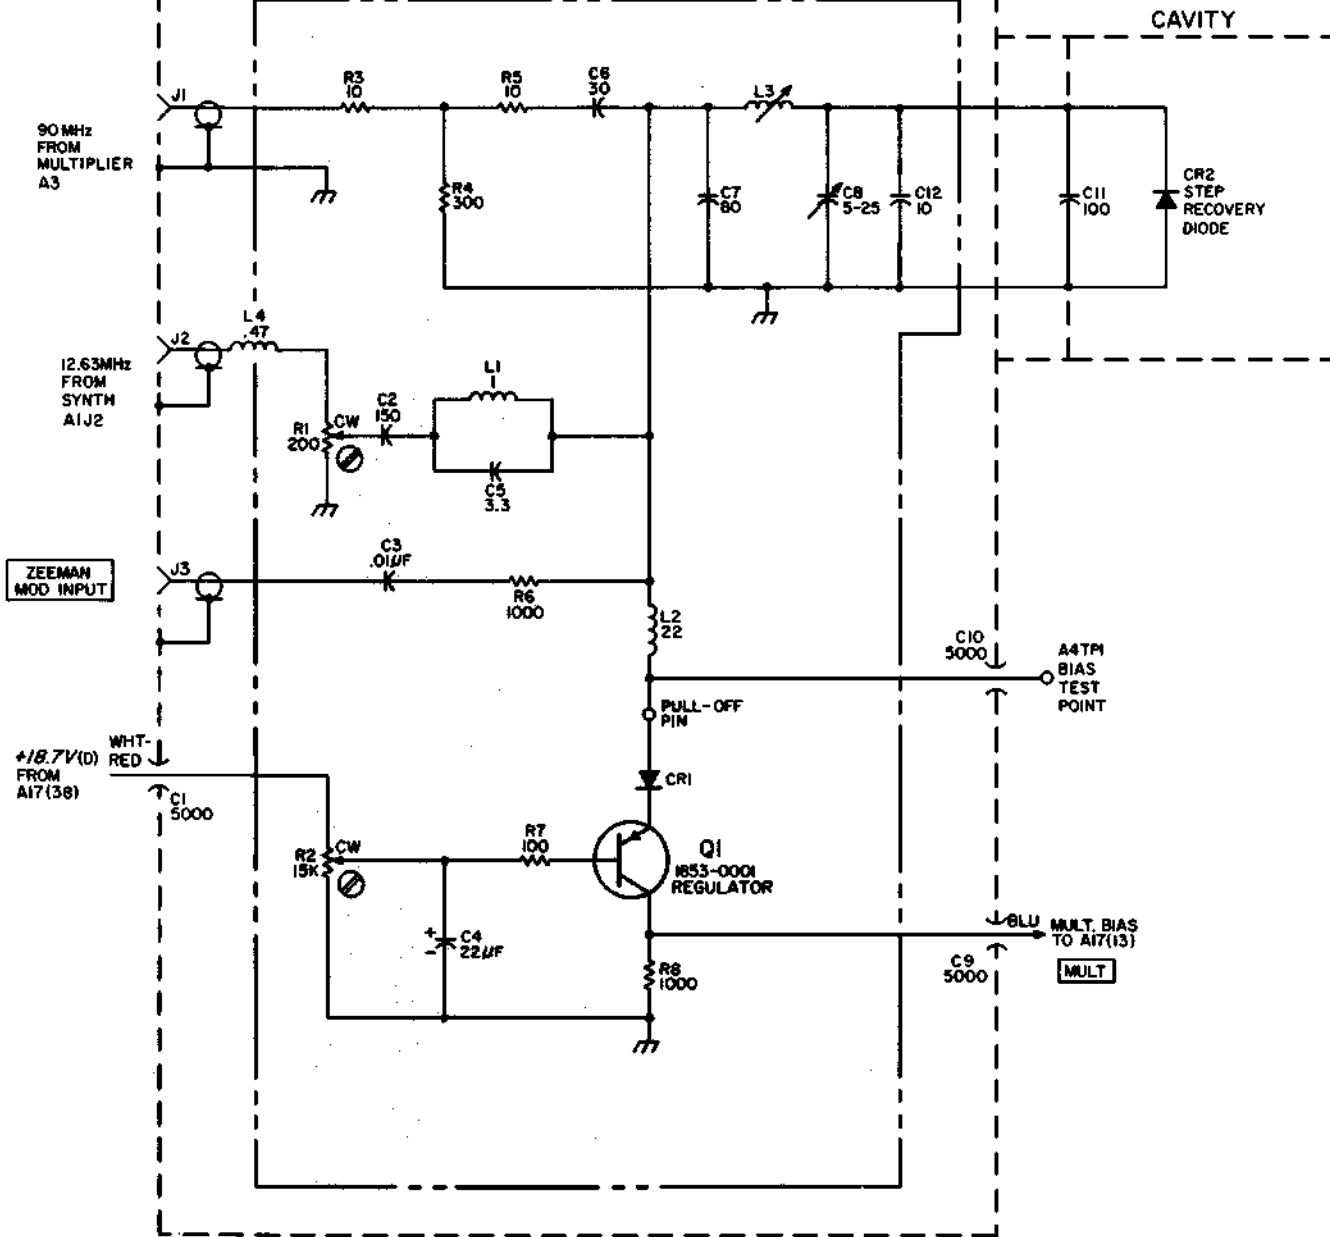 CAVITY
J1
90 MHz
FROM
MULTIPLIER
A3
R3
10
R5
10
C6
30
L3
R4
300
C7
80
C8
5-25
C12
10
C11
100
CR2
STEP
RECOVERY
DIODE
J2
L4
.47
12.63MHz
FROM
SYNTH
A1J2
R1
200
CW
C2
150
L1
1
C5
3.3
ZEEMAN
MOD INPUT
J3
C3
.01µF
R6
1000
L2
22
C10
5000
A4TP1
BIAS
TEST
POINT
PULL-OFF
PIN
+18.7V(D)
FROM
A17(38)
WHT-
RED
C1
5000
CR1
R2
15K
CW
R7
100
Q1
1853-0001
REGULATOR
+
-
C4
22µF
R8
1000
BLU
C9
5000
MULT. BIAS
TO A17(13)
MULT